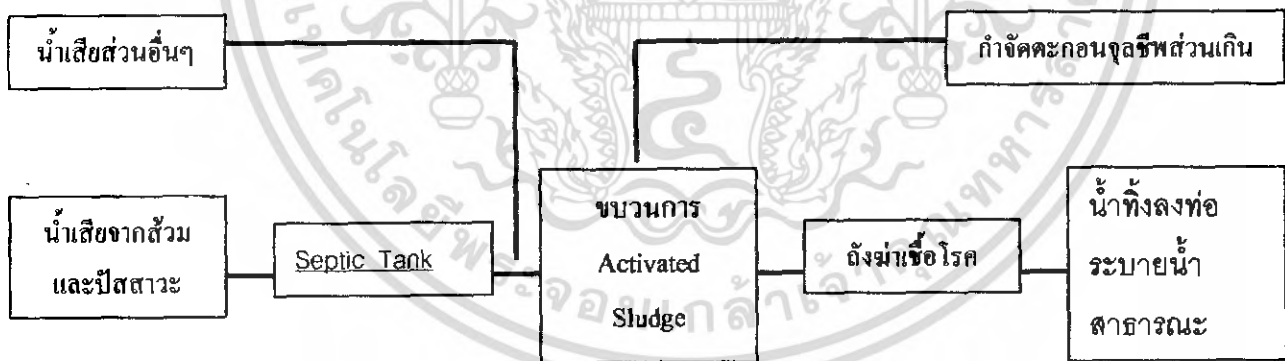 น้ำเสียส่วนอื่นๆ
กำจัดตะกอนจุลชีพส่วนเกิน
น้ำเสียจากส้วม
และปัสสาวะ
Septic Tank
ขบวนการ
Activated
Sludge
ถังฆ่าเชื้อโรค
น้ำทิ้งลงท่อ
ระบายน้ำ
สาธารณะ